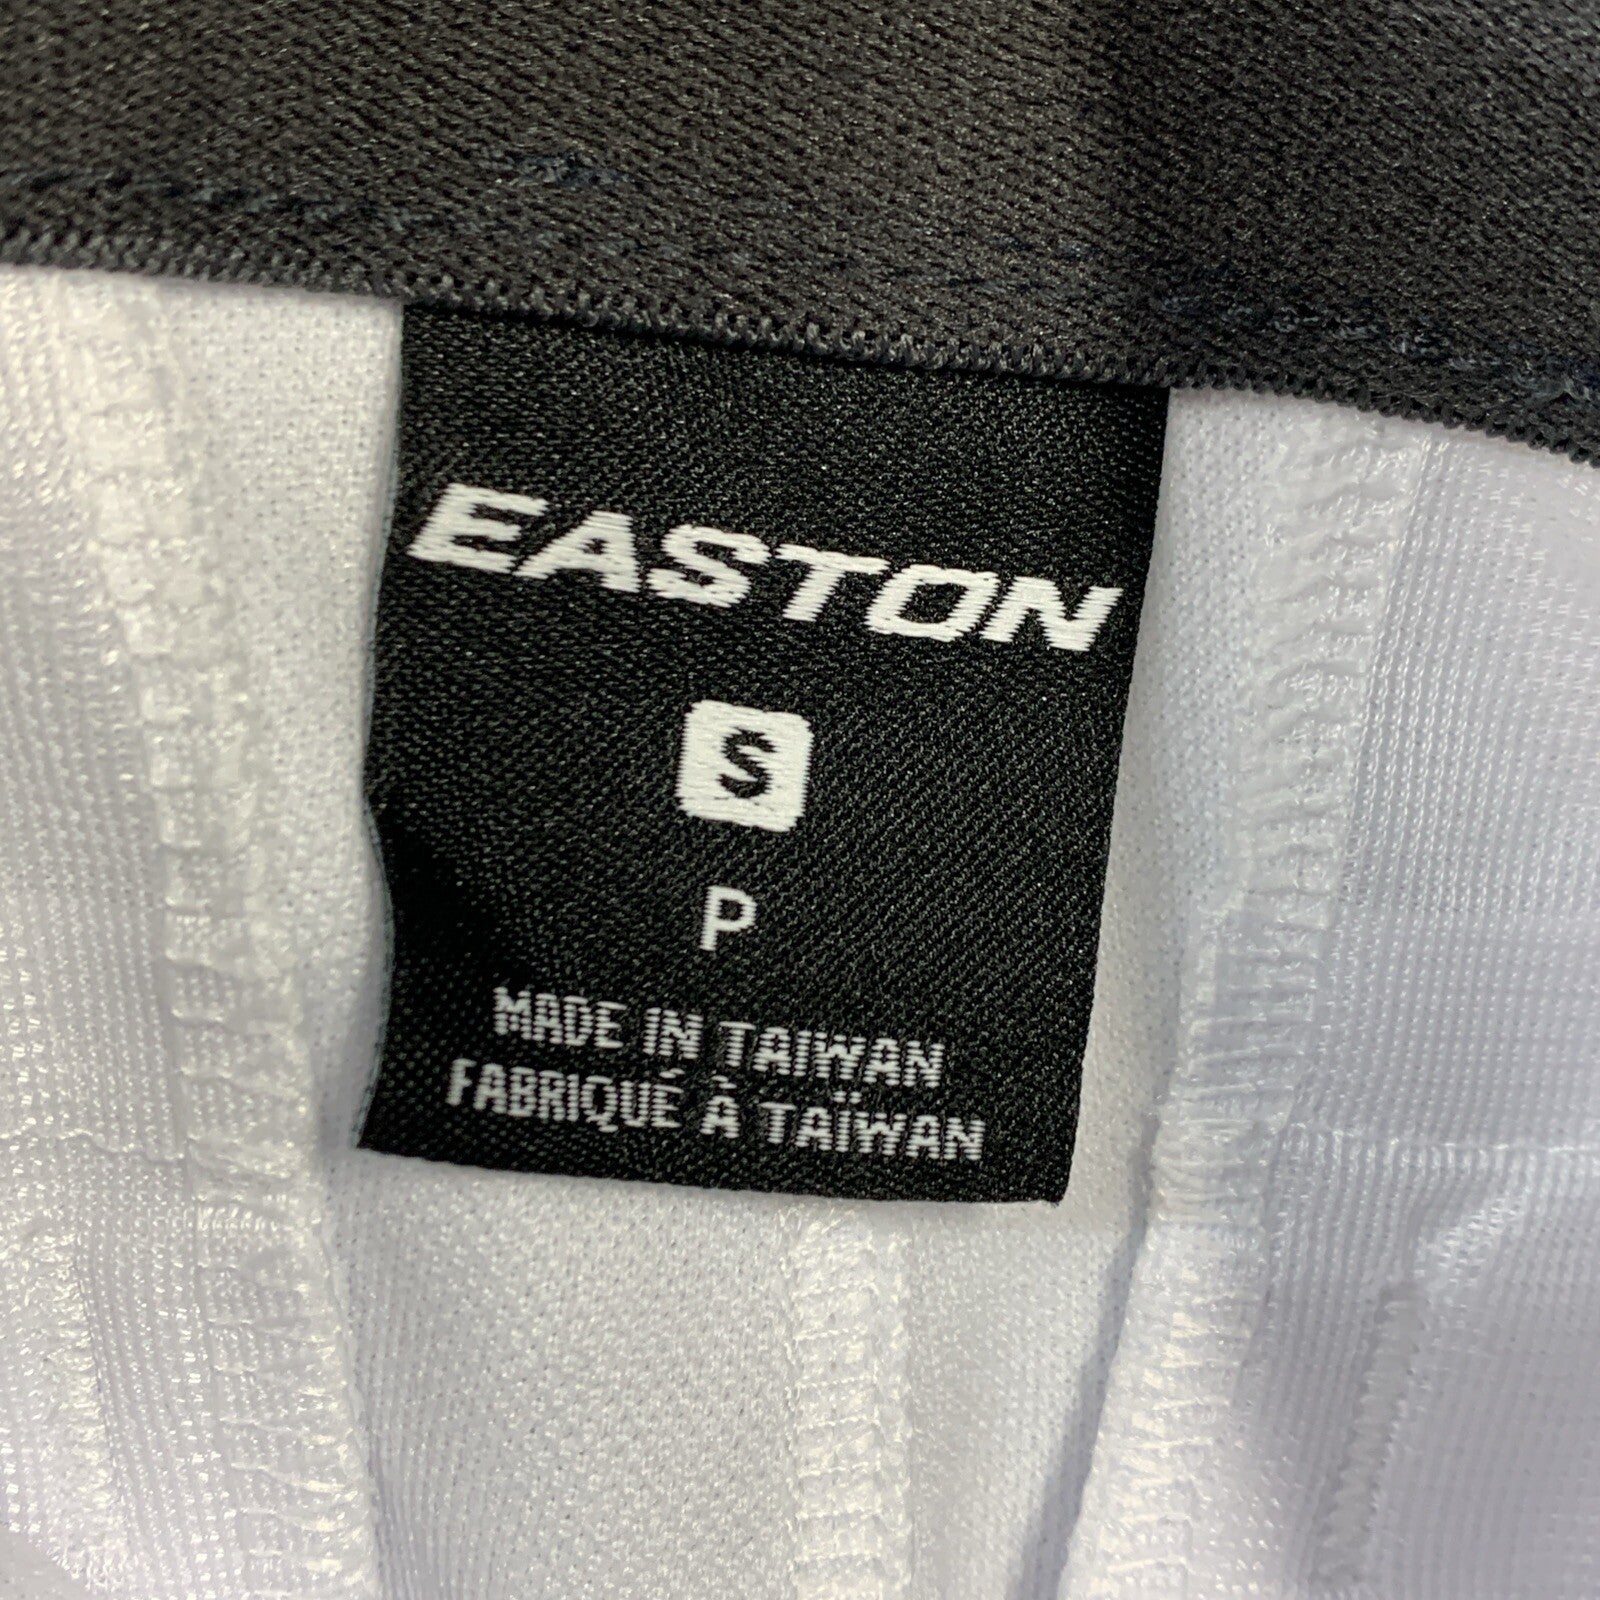 EASTON
S
P
MADE IN TAIWAN
FABRIQUÉ À TAÏWAN